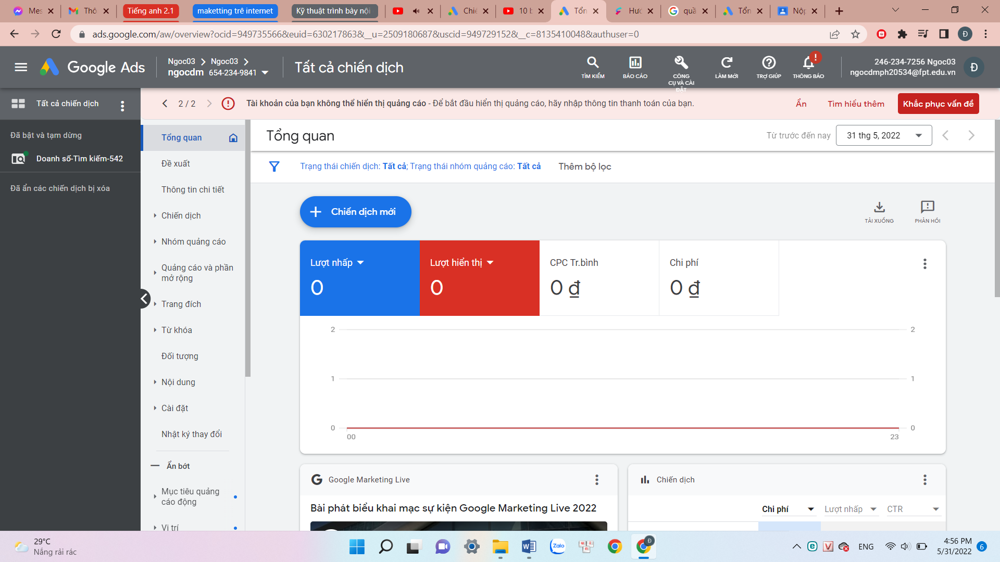 Mes
Thô
Tiếng anh 2.1
maketting trê internet
Kỹ thuật trình bày nội
Chiế
10 b
Tổn
Hướ
quầ
Tổn
Nộp
ads.google.com/aw/overview?ocid=949735566&euid=630217863&__u=2509180687&uscid=949729152&__c=8135410048&authuser=0
Đ
Google Ads
Ngoc03 > Ngoc03 >
ngocdm 654-234-9841
Tất cả chiến dịch
TÌM KIẾM
BÁO CÁO
CÔNG
CỤ VÀ CÀI
ĐẶT
LÀM MỚI
TRỢ GIÚP
THÔNG BÁO
246-234-7256 Ngoc03
ngocdmph20534@fpt.edu.vn
Đ
Tất cả chiến dịch
2 / 2
Tài khoản của bạn không thể hiển thị quảng cáo - Để bắt đầu hiển thị quảng cáo, hãy nhập thông tin thanh toán của bạn.
Ẩn
Tìm hiểu thêm
Khắc phục vấn đề
Đã bật và tạm dừng
Doanh số-Tìm kiếm-542
Đã ẩn các chiến dịch bị xóa
Tổng quan
Đề xuất
Thông tin chi tiết
Chiến dịch
Nhóm quảng cáo
Quảng cáo và phần
mở rộng
Trang đích
Từ khóa
Đối tượng
Nội dung
Cài đặt
Nhật ký thay đổi
Ẩn bớt
Mục tiêu quảng
cáo động
Vị trí
Tổng quan
Từ trước đến nay
31 thg 5, 2022
Trạng thái chiến dịch: Tất cả; Trạng thái nhóm quảng cáo: Tất cả
Thêm bộ lọc
Chiến dịch mới
TẢI XUỐNG
PHẢN HỒI
Lượt nhấp
0
Lượt hiển thị
0
CPC Tr.bình
0 ₫
Chi phí
0 ₫
2
2
1
1
0
0
00
23
Google Marketing Live
Bài phát biểu khai mạc sự kiện Google Marketing Live 2022
Chiến dịch
Chi phí
Lượt nhấp
CTR
29°C
Nắng rải rác
Zalo
Đ
ENG
4:56 PM
5/31/2022
6